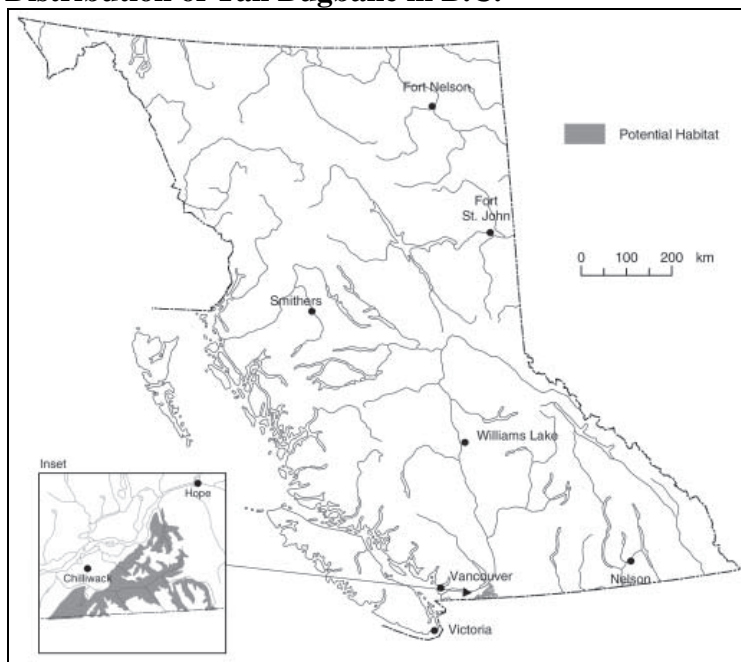 Distribution of Tall Bugbane in B.C.
Fort Nelson
Potential Habitat
Fort
St. John
0 100 200 km
Smithers
Williams Lake
Inset
Hope
Chilliwack
Vancouver
Nelson
Victoria